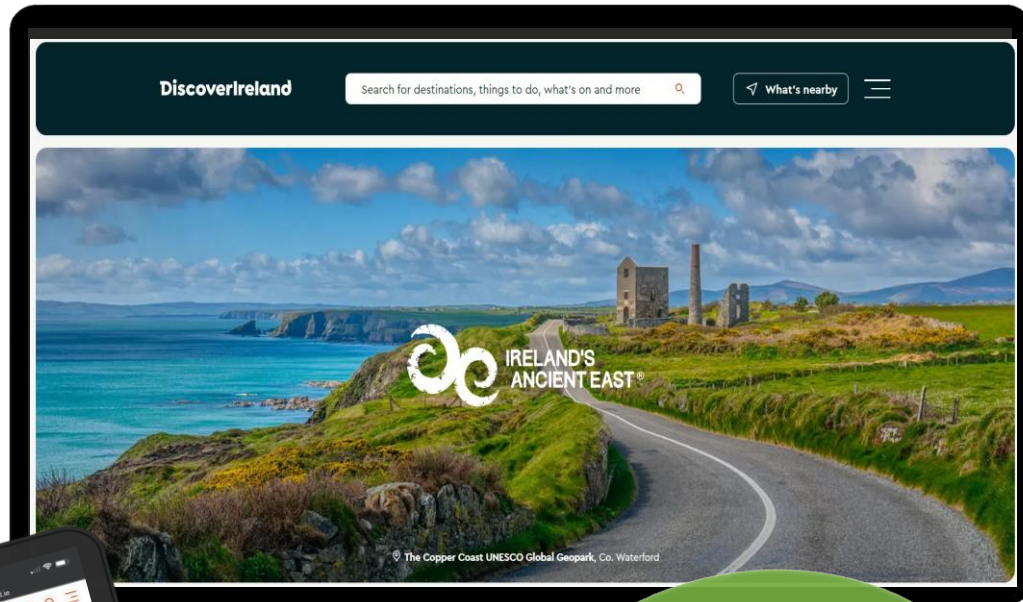 DiscoverIreland
Search for destinations, things to do, what's on and more
What's nearby
IRELAND'S
ANCIENT EAST®
The Copper Coast UNESCO Global Geopark, Co. Waterford